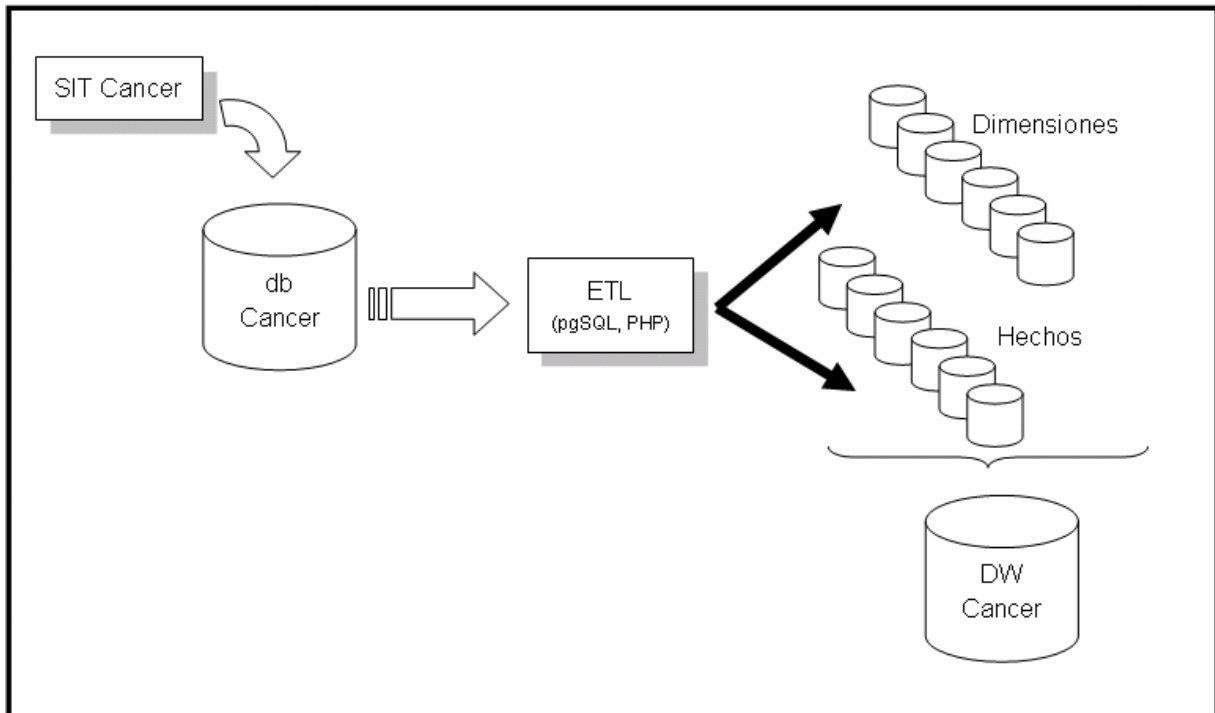 SIT Cancer
Dimensiones
db
Cancer
ETL
(pgSQL, PHP)
Hechos
DW
Cancer